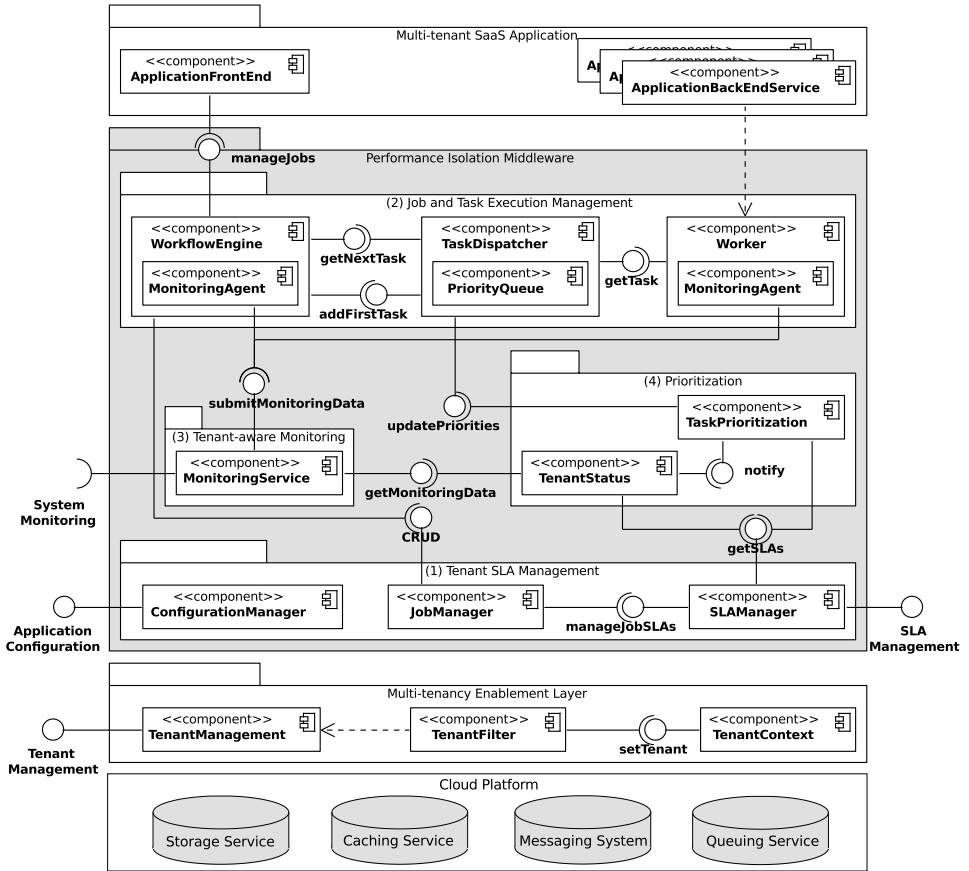 Multi-tenant SaaS Application
<<component>>
ApplicationFrontEnd
Ap
Ap
<<component>>
ApplicationBackEndService
manageJobs
Performance Isolation Middleware
(2) Job and Task Execution Management
<<component>>
WorkflowEngine
<<component>>
MonitoringAgent
getNextTask
addFirstTask
<<component>>
TaskDispatcher
<<component>>
PriorityQueue
getTask
<<component>>
Worker
<<component>>
MonitoringAgent
submitMonitoringData
updatePriorities
(4) Prioritization
<<component>>
TaskPrioritization
(3) Tenant-aware Monitoring
<<component>>
MonitoringService
getMonitoringData
<<component>>
TenantStatus
notify
System
Monitoring
CRUD
getSLAs
(1) Tenant SLA Management
<<component>>
ConfigurationManager
<<component>>
JobManager
manageJobSLAs
<<component>>
SLAManager
Application
Configuration
SLA
Management
Multi-tenancy Enablement Layer
<<component>>
TenantManagement
<<component>>
TenantFilter
setTenant
<<component>>
TenantContext
Tenant
Management
Cloud Platform
Storage Service
Caching Service
Messaging System
Queuing Service